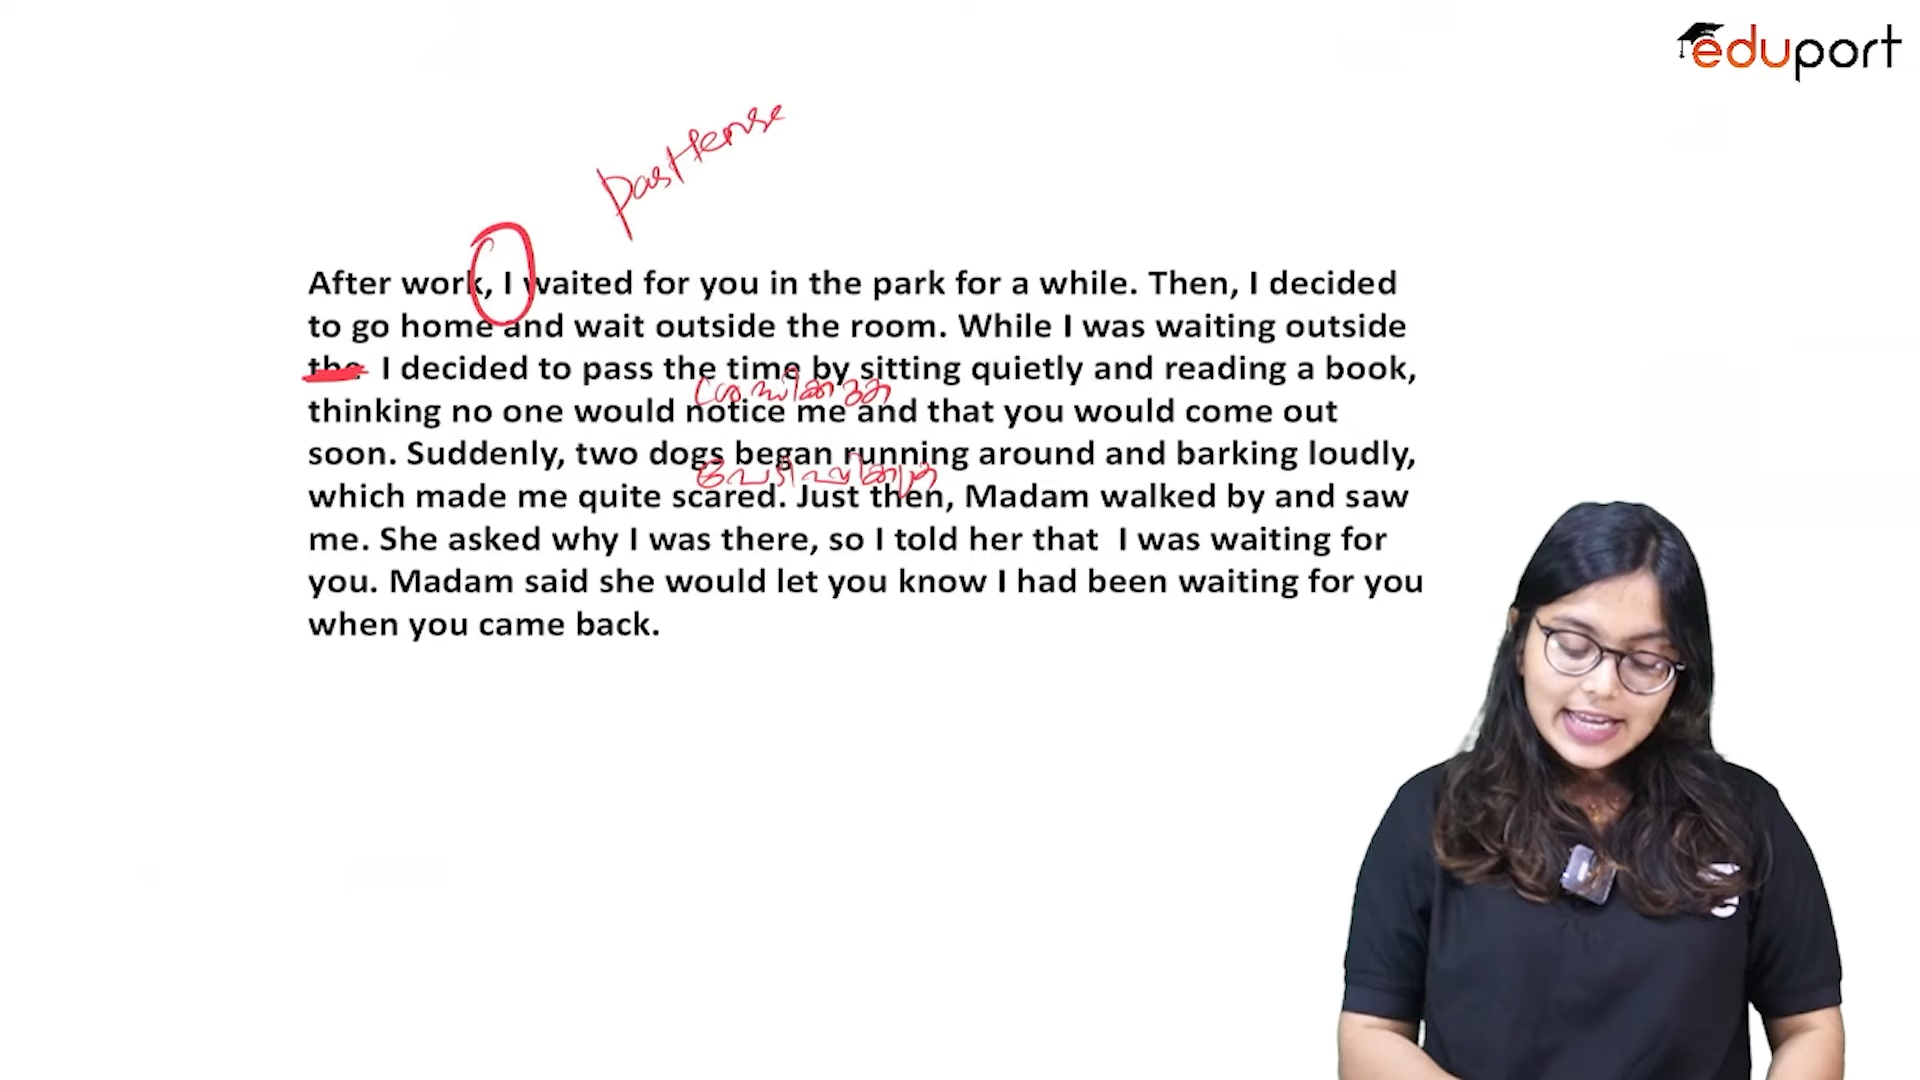 eduport
past tense
After work, I waited for you in the park for a while. Then, I decided
to go home and wait outside the room. While I was waiting outside
the I decided to pass the time by sitting quietly and reading a book,
thinking no one would notice me and that you would come out
soon. Suddenly, two dogs began running around and barking loudly,
which made me quite scared. Just then, Madam walked by and saw
me. She asked why I was there, so I told her that I was waiting for
you. Madam said she would let you know I had been waiting for you
when you came back.